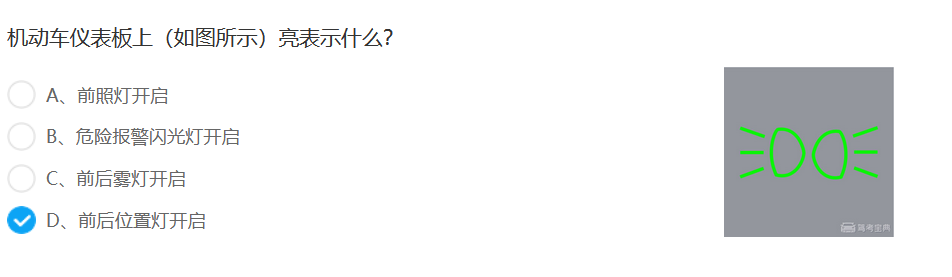 机动车仪表板上（如图所示）亮表示什么？
A、前照灯开启
B、危险报警闪光灯开启
C、前后雾灯开启
D、前后位置灯开启
驾考宝典